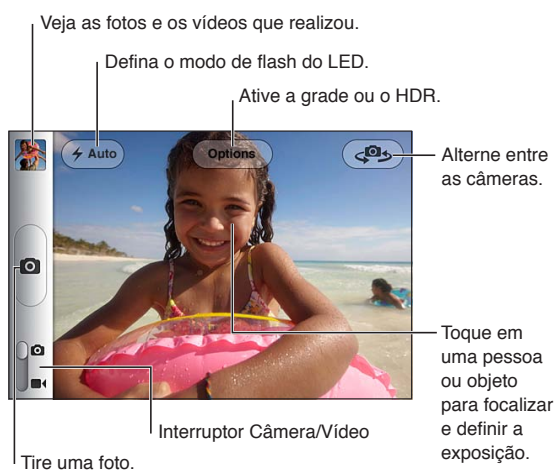 Veja as fotos e os vídeos que realizou.
Defina o modo de flash do LED.
Ative a grade ou o HDR.
Auto
Options
Alterne entre
as câmeras.
Toque em
uma pessoa
ou objeto
para focalizar
e definir a
exposição.
Interruptor Câmera/Vídeo
Tire uma foto.